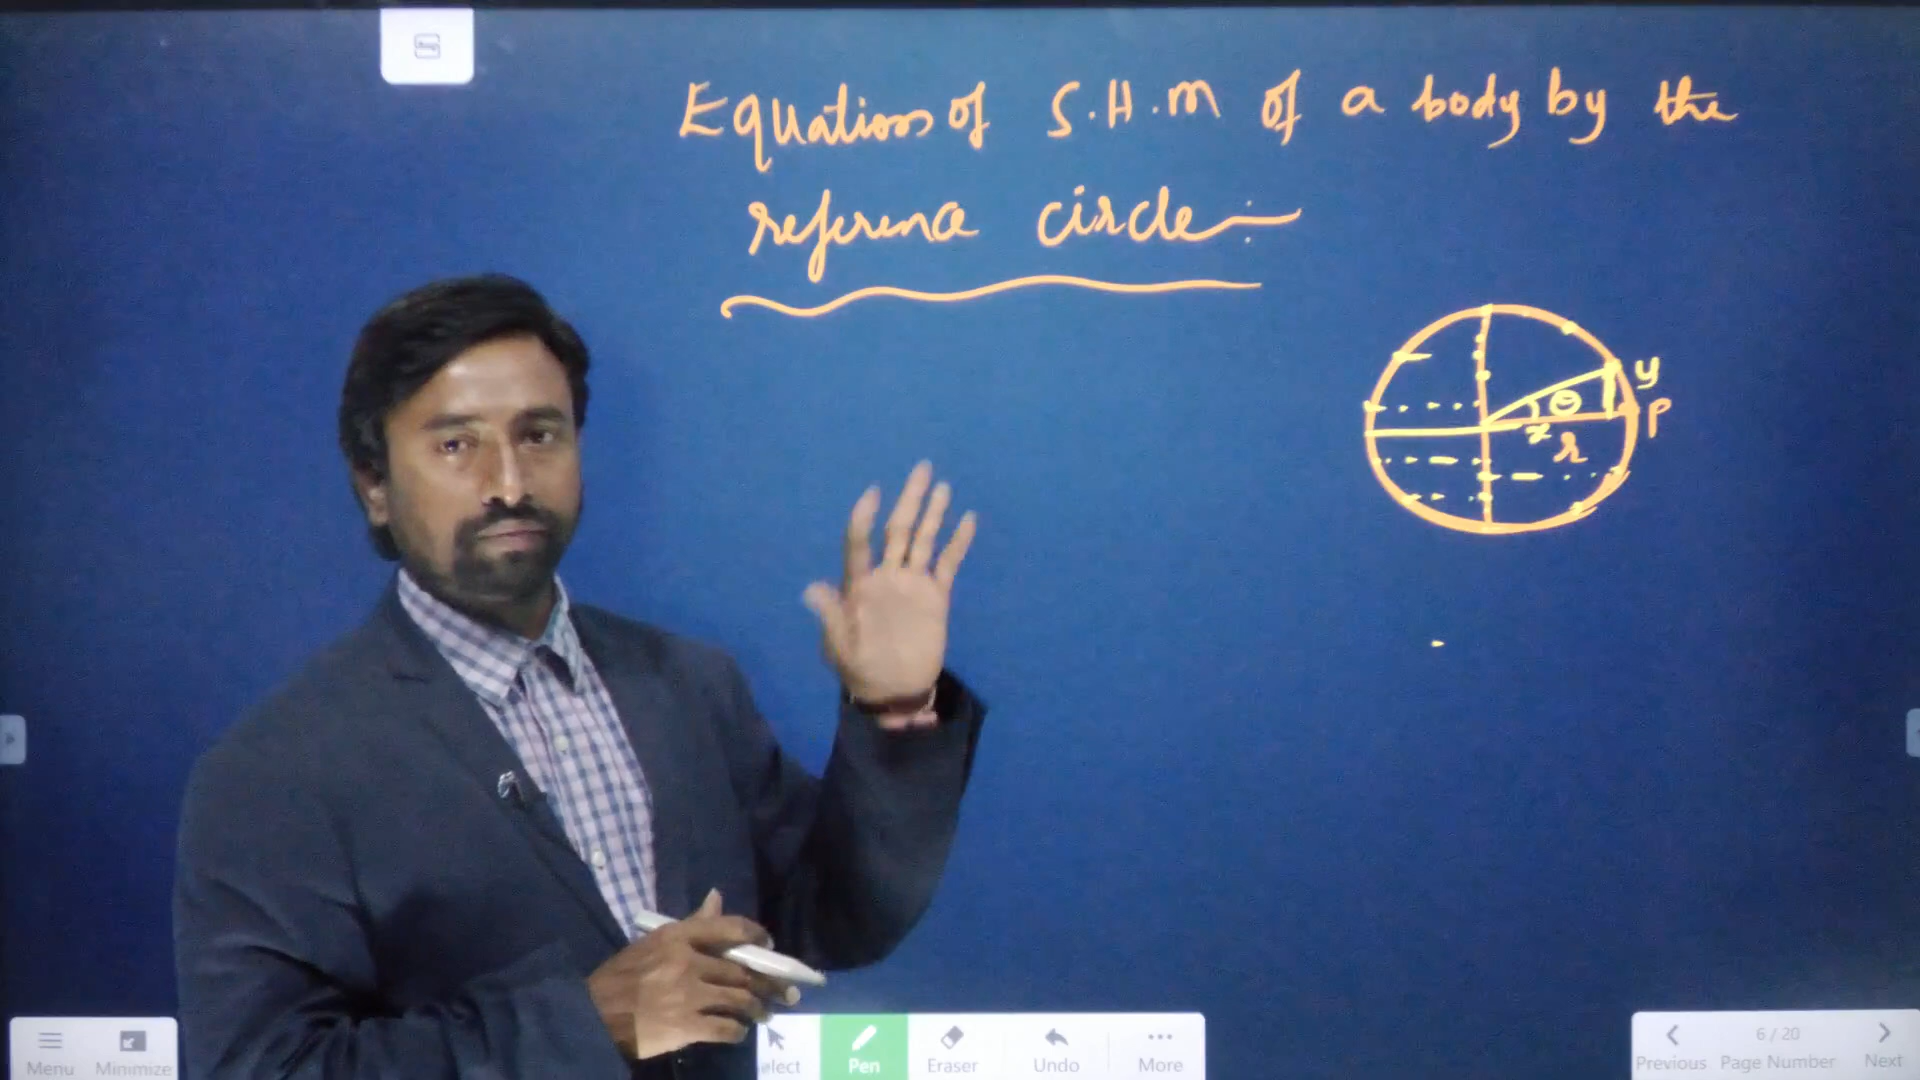 Equations of S.H.M of a body by the
reference circle:-
y
θ
P
x
r
Menu
Minimize
elect
Pen
Eraser
Undo
More
Previous
6 / 20
Page Number
Next